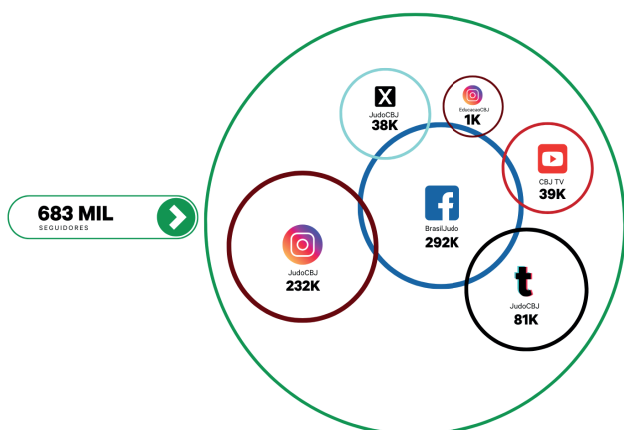 683 MIL
SEGUIDORES
X
JudoCBJ
38K
EducacaoCBJ
1K
CBJ TV
39K
f
BrasilJudo
292K
JudoCBJ
232K
t
JudoCBJ
81K